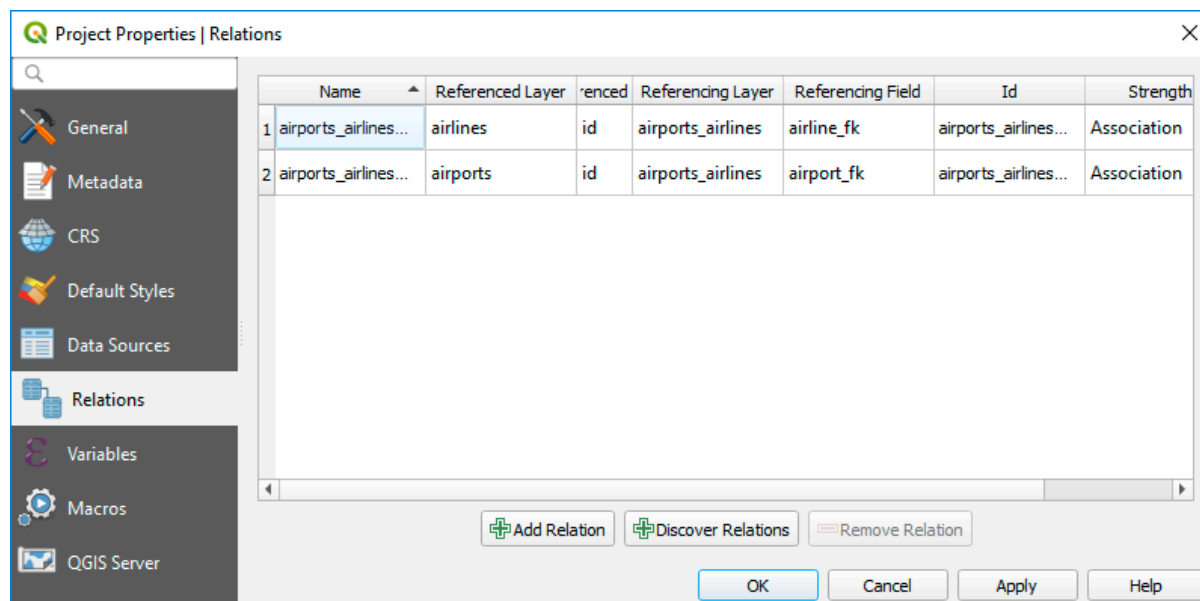 Project Properties | Relations
General
Metadata
CRS
Default Styles
Data Sources
Relations
Variables
Macros
QGIS Server
Name Referenced Layer renced Referencing Layer Referencing Field Id Strength
1 airports_airlines... airlines id airports_airlines airline_fk airports_airlines... Association
2 airports_airlines... airports id airports_airlines airport_fk airports_airlines... Association
Add Relation Discover Relations Remove Relation
OK Cancel Apply Help